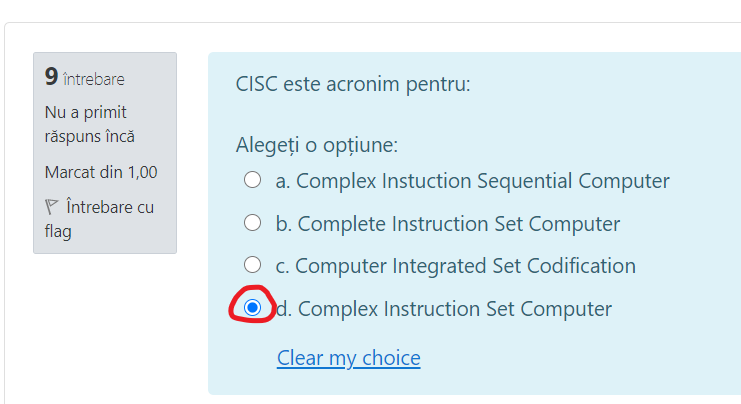 9 întrebare
Nu a primit
răspuns încă
Marcat din 1,00
Întrebare cu
flag
CISC este acronim pentru:
Alegeți o opțiune:
a. Complex Instuction Sequential Computer
b. Complete Instruction Set Computer
c. Computer Integrated Set Codification
d. Complex Instruction Set Computer
Clear my choice